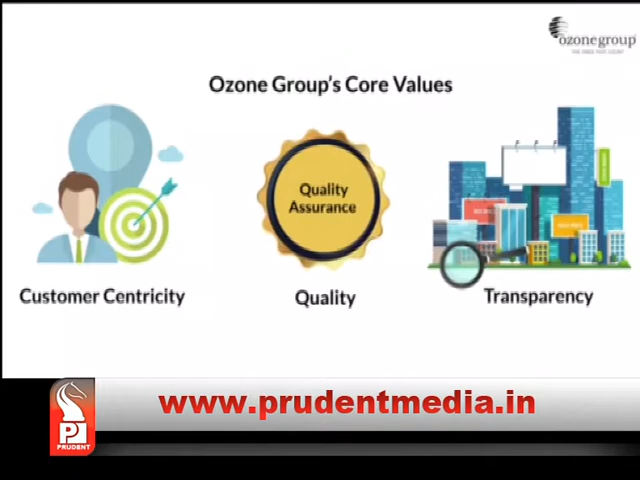 ozonegroup
Ozone Group's Core Values
Quality
Assurance
Customer Centricity
Quality
Transparency
www.prudentmedia.in
PRUDENT